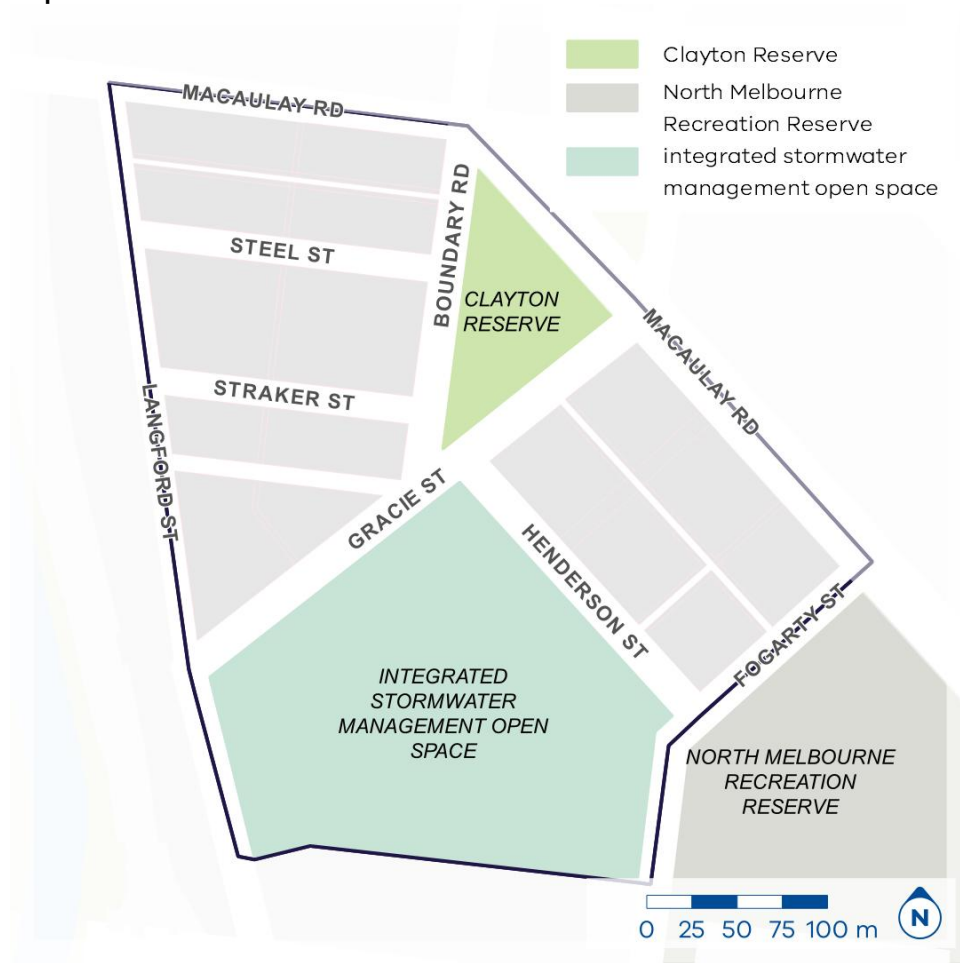 Clayton Reserve
North Melbourne
Recreation Reserve
integrated stormwater
management open space
MACAULAY RD
BOUNDARY RD
STEEL ST
CLAYTON
RESERVE
MACAULAY RD
STRAKER ST
LANGFORD ST
GRACIE ST
HENDERSON ST
FOGARTY ST
INTEGRATED
STORMWATER
MANAGEMENT OPEN
SPACE
NORTH MELBOURNE
RECREATION
RESERVE
0 25 50 75 100 m
N